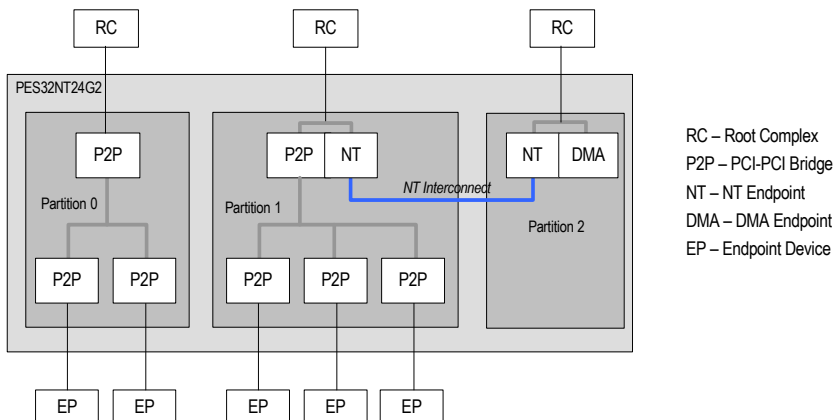 RC
RC
RC
PES32NT24G2
P2P
P2P
NT
NT
DMA
NT Interconnect
Partition 0
Partition 1
Partition 2
P2P
P2P
P2P
P2P
P2P
EP
EP
EP
EP
EP
RC – Root Complex
P2P – PCI-PCI Bridge
NT – NT Endpoint
DMA – DMA Endpoint
EP – Endpoint Device